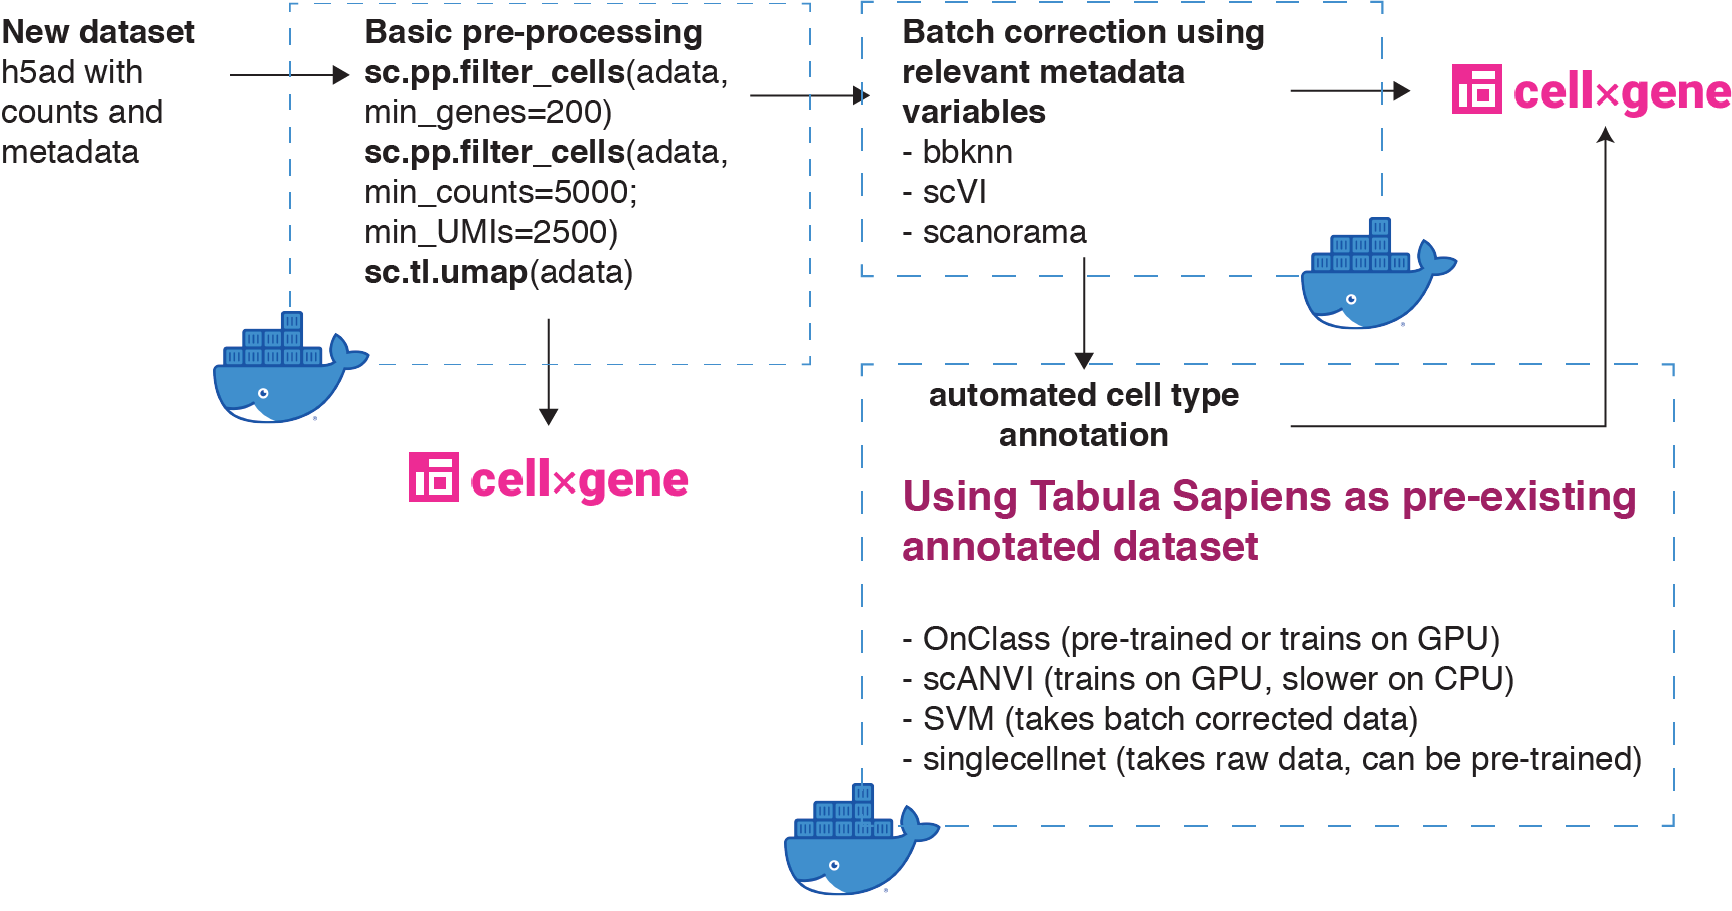 New dataset
h5ad with
counts and
metadata
Basic pre-processing
sc.pp.filter_cells(adata,
min_genes=200)
sc.pp.filter_cells(adata,
min_counts=5000;
min_UMIs=2500)
sc.tl.umap(adata)
cell×gene
Batch correction using
relevant metadata
variables
- bbknn
- scVI
- scanorama
cell×gene
automated cell type
annotation
Using Tabula Sapiens as pre-existing
annotated dataset
- OnClass (pre-trained or trains on GPU)
- scANVI (trains on GPU, slower on CPU)
- SVM (takes batch corrected data)
- singlecellnet (takes raw data, can be pre-trained)